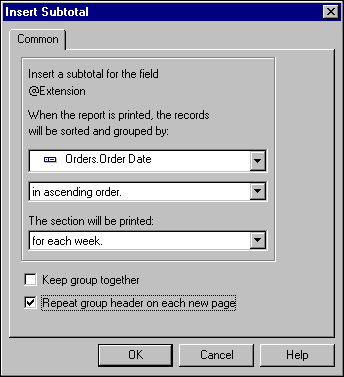 Insert Subtotal
Common
Insert a subtotal for the field
@Extension
When the report is printed, the records
will be sorted and grouped by:
Orders.Order Date
in ascending order.
The section will be printed:
for each week.
Keep group together
Repeat group header on each new page
OK
Cancel
Help